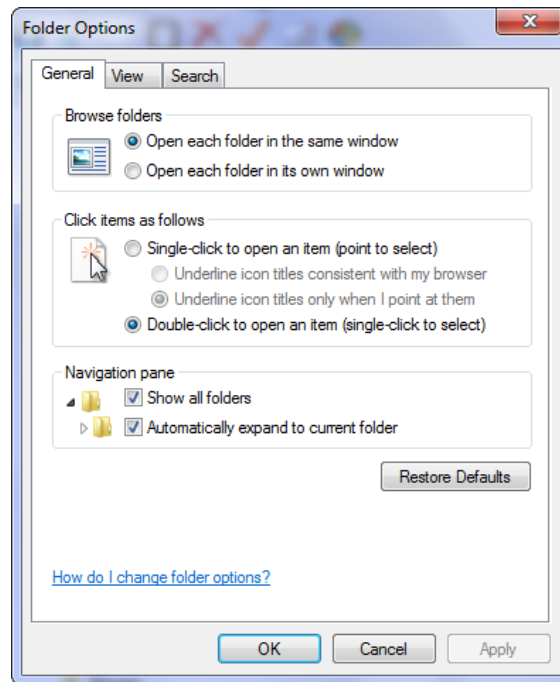 Folder Options
General View Search
Browse folders
Open each folder in the same window
Open each folder in its own window
Click items as follows
Single-click to open an item (point to select)
Underline icon titles consistent with my browser
Underline icon titles only when I point at them
Double-click to open an item (single-click to select)
Navigation pane
Show all folders
Automatically expand to current folder
Restore Defaults
How do I change folder options?
OK Cancel Apply